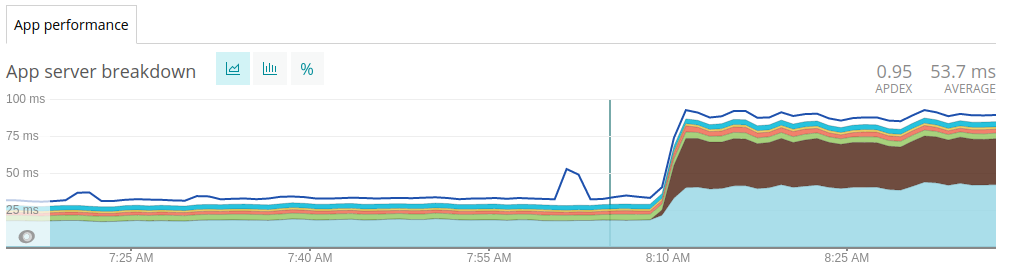 App performance
App server breakdown
%
0.95
APDEX
53.7 ms
AVERAGE
100 ms
75 ms
50 ms
25 ms
7:25 AM
7:40 AM
7:55 AM
8:10 AM
8:25 AM